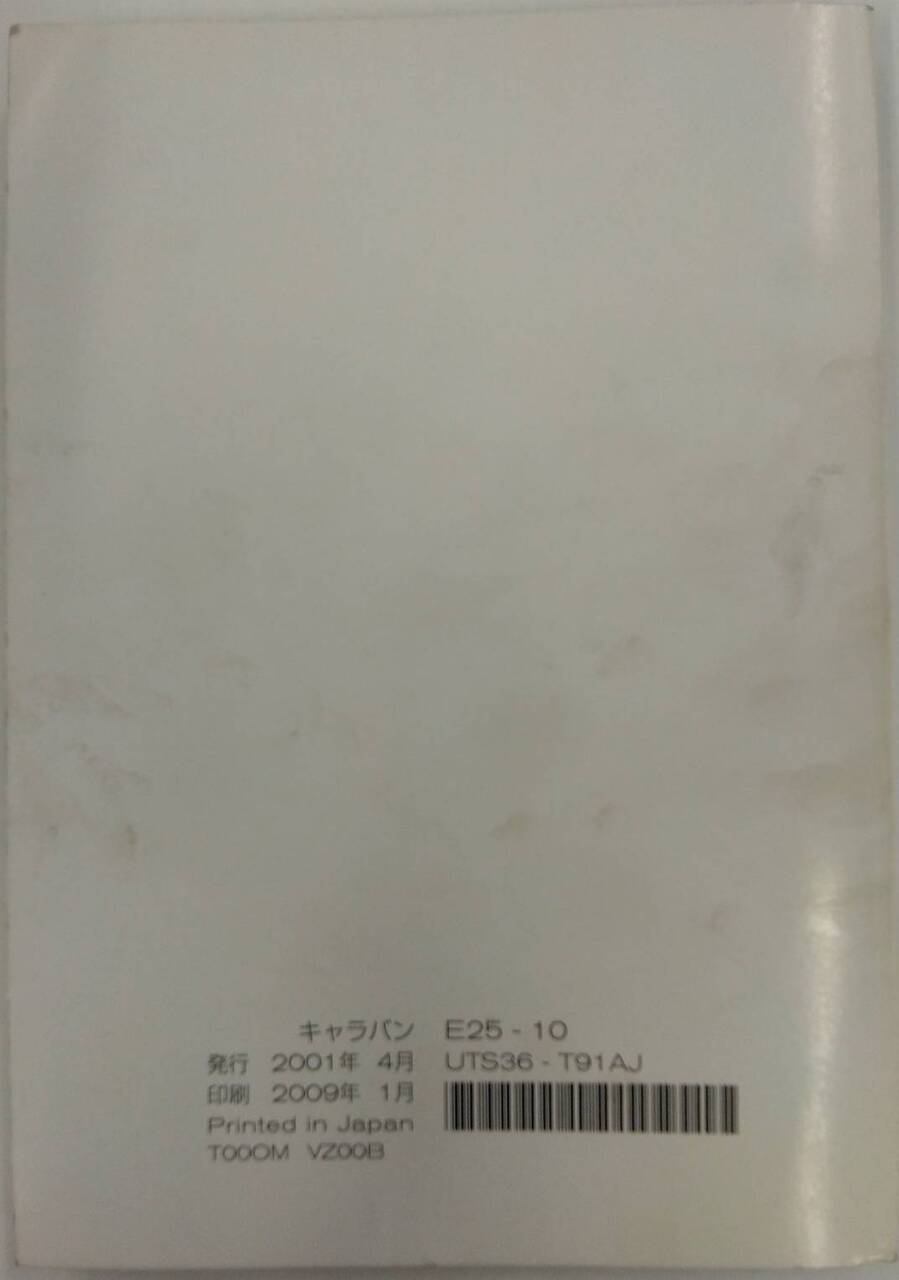 キャラバン E25 - 10
発行 2001年 4月 UTS36 - T91AJ
印刷 2009年 1月
Printed in Japan
T00OM VZ00B